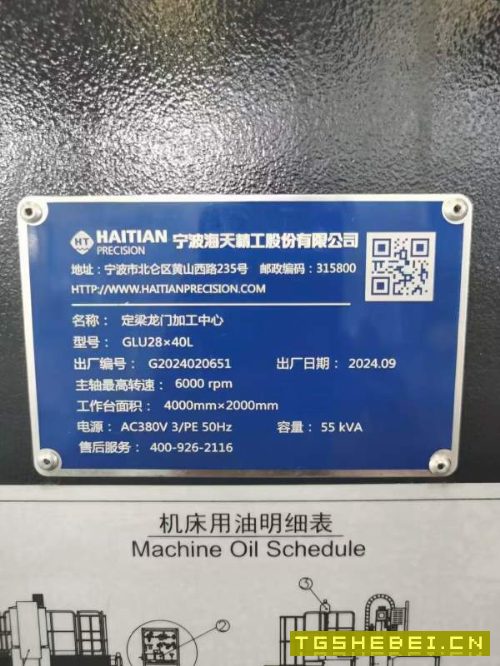 HT HAITIAN PRECISION 宁波海天精工股份有限公司
地址：宁波市北仑区黄山西路235号 邮政编码：315800
HTTP://WWW.HAITIANPRECISION.COM
名称： 定梁龙门加工中心
型号： GLU28×40L
出厂编号： G2024020651 出厂日期： 2024.09
主轴最高转速： 6000 rpm
工作台面积： 4000mm×2000mm
电源： AC380V 3/PE 50Hz 容量： 55 kVA
售后服务： 400-926-2116
机床用油明细表
Machine Oil Schedule
③
②
TGSHEBEI.CN